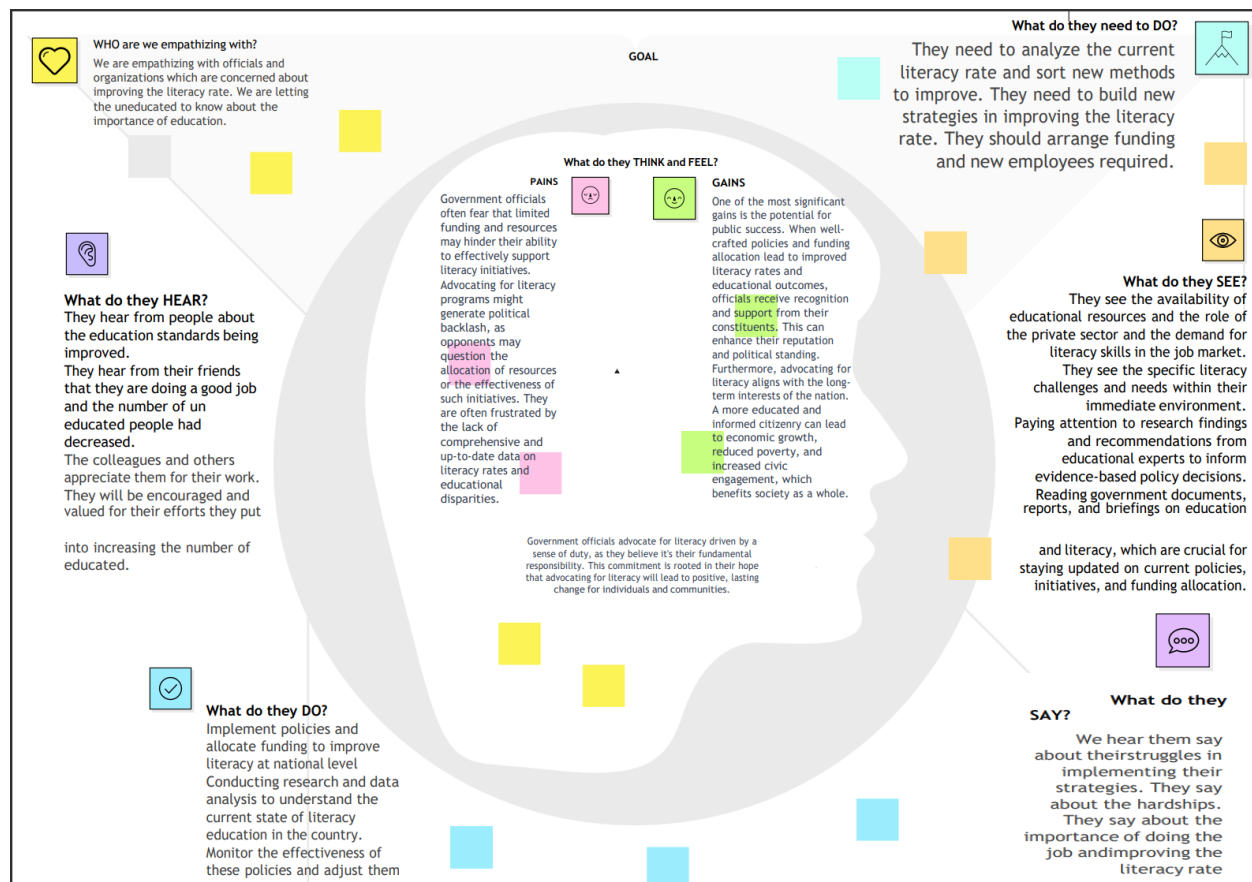 WHO are we empathizing with?
We are empathizing with officials and
organizations which are concerned about
improving the literacy rate. We are letting
the uneducated to know about the
importance of education.
GOAL
What do they need to DO?
They need to analyze the current
literacy rate and sort new methods
to improve. They need to build new
strategies in improving the literacy
rate. They should arrange funding
and new employees required.
What do they HEAR?
They hear from people about
the education standards being
improved.
They hear from their friends
that they are doing a good job
and the number of un
educated people had
decreased.
The colleagues and others
appreciate them for their work.
They will be encouraged and
valued for their efforts they put
into increasing the number of
educated.
What do they THINK and FEEL?
PAINS
Government officials
often fear that limited
funding and resources
may hinder their ability
to effectively support
literacy initiatives.
Advocating for literacy
programs might
generate political
backlash, as
opponents may
question the
allocation of resources
or the effectiveness of
such initiatives. They
are often frustrated by
the lack of
comprehensive and
up-to-date data on
literacy rates and
educational
disparities.
GAINS
One of the most significant
gains is the potential for
public success. When well-
crafted policies and funding
allocation lead to improved
literacy rates and
educational outcomes,
officials receive recognition
and support from their
constituents. This can
enhance their reputation
and political standing.
Furthermore, advocating for
literacy aligns with the long-
term interests of the nation.
A more educated and
informed citizenry can lead
to economic growth,
reduced poverty, and
increased civic
engagement, which
benefits society as a whole.
Government officials advocate for literacy driven by a
sense of duty, as they believe it's their fundamental
responsibility. This commitment is rooted in their hope
that advocating for literacy will lead to positive, lasting
change for individuals and communities.
What do they SEE?
They see the availability of
educational resources and the role of
the private sector and the demand for
literacy skills in the job market.
They see the specific literacy
challenges and needs within their
immediate environment.
Paying attention to research findings
and recommendations from
educational experts to inform
evidence-based policy decisions.
Reading government documents,
reports, and briefings on education
and literacy, which are crucial for
staying updated on current policies,
initiatives, and funding allocation.
What do they DO?
Implement policies and
allocate funding to improve
literacy at national level
Conducting research and data
analysis to understand the
current state of literacy
education in the country.
Monitor the effectiveness of
these policies and adjust them
What do they
SAY?
We hear them say
about theirstruggles in
implementing their
strategies. They say
about the hardships.
They say about the
importance of doing the
job andimproving the
literacy rate